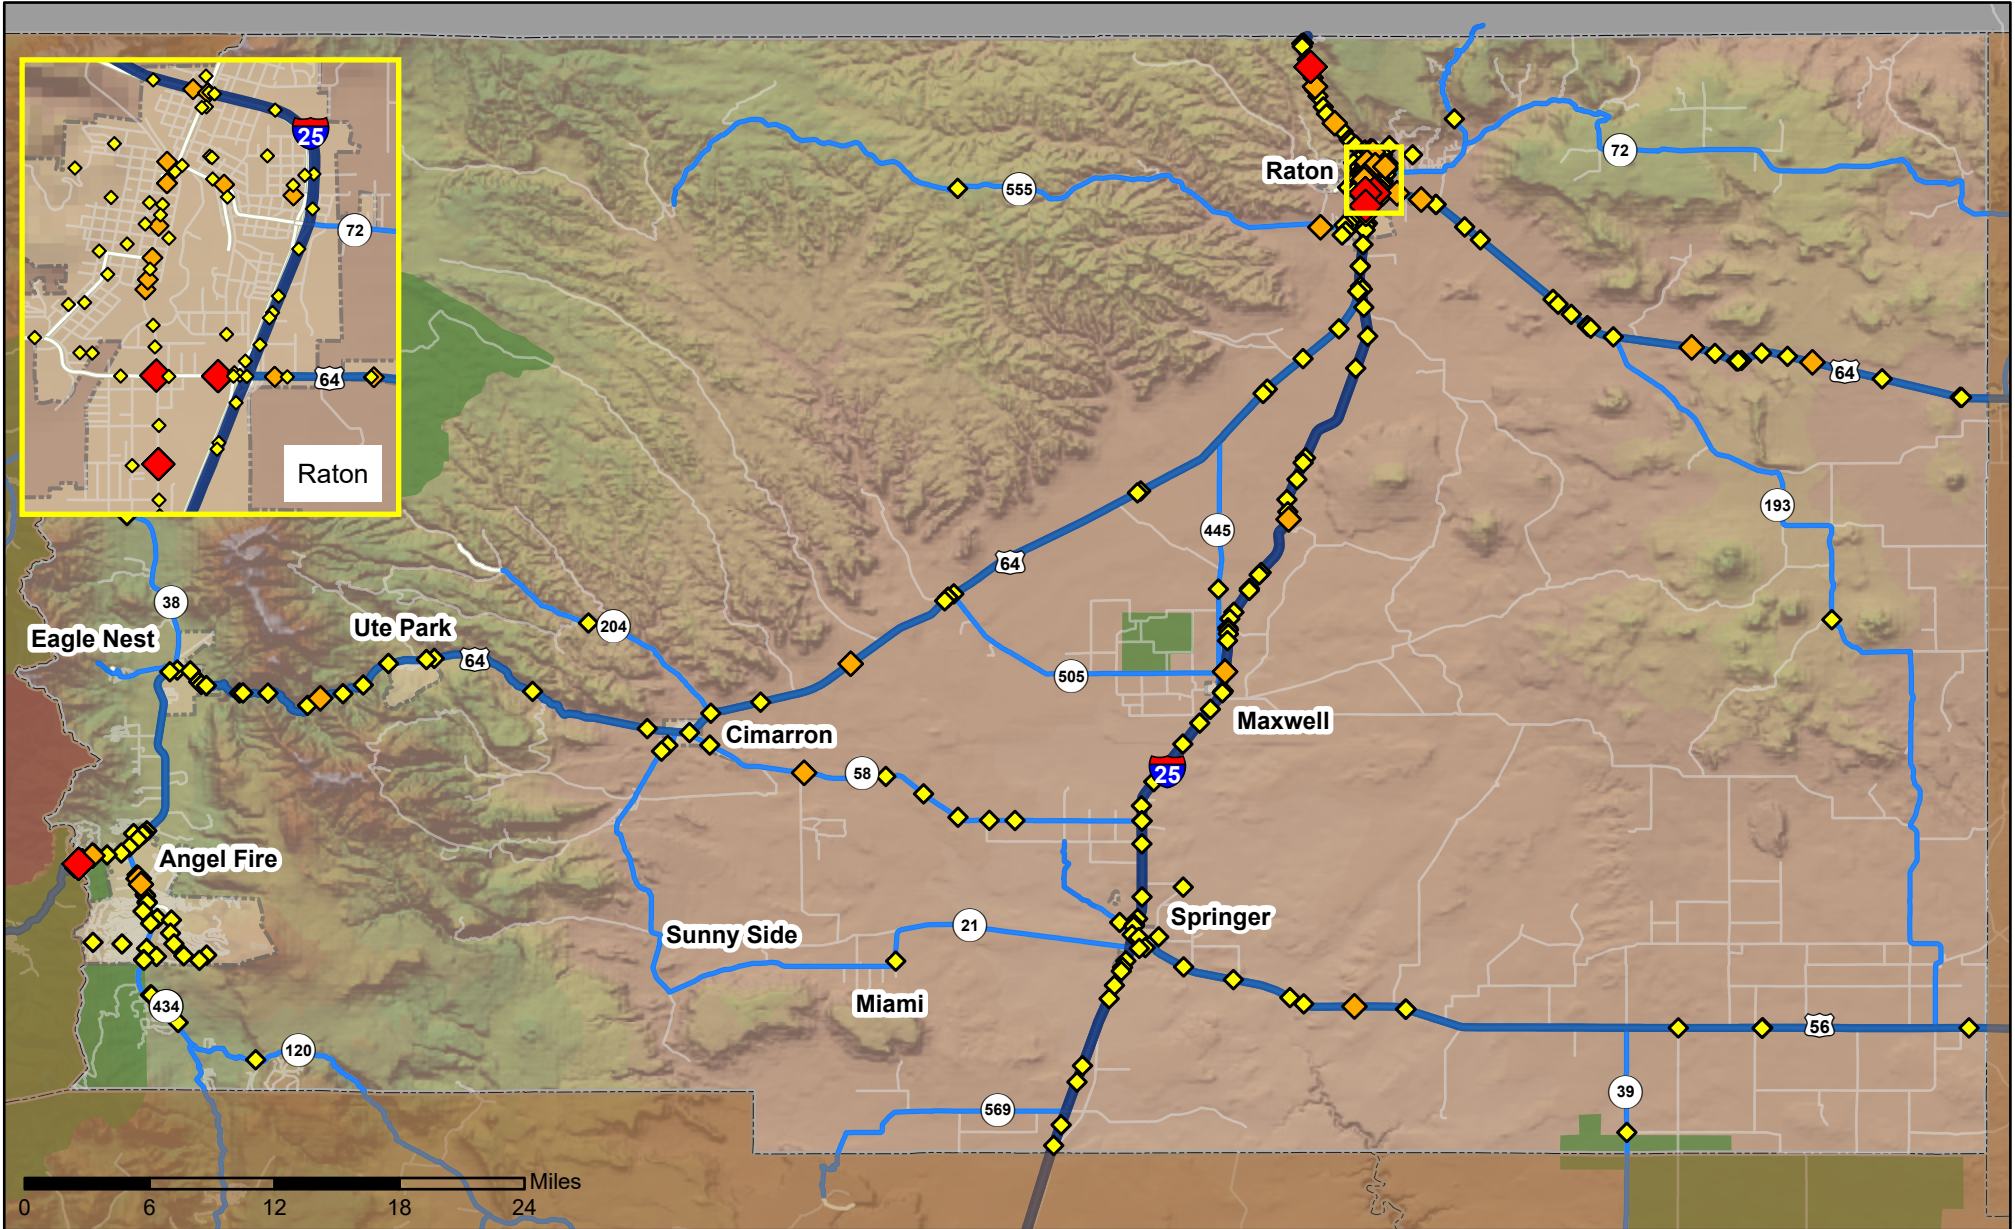 25
72
64
Raton
Raton
72
555
64
193
445
64
38
Eagle Nest
Ute Park
64
204
505
Maxwell
Cimarron
58
25
Angel Fire
Springer
21
Sunny Side
Miami
434
56
120
39
569
Miles
0 6 12 18 24